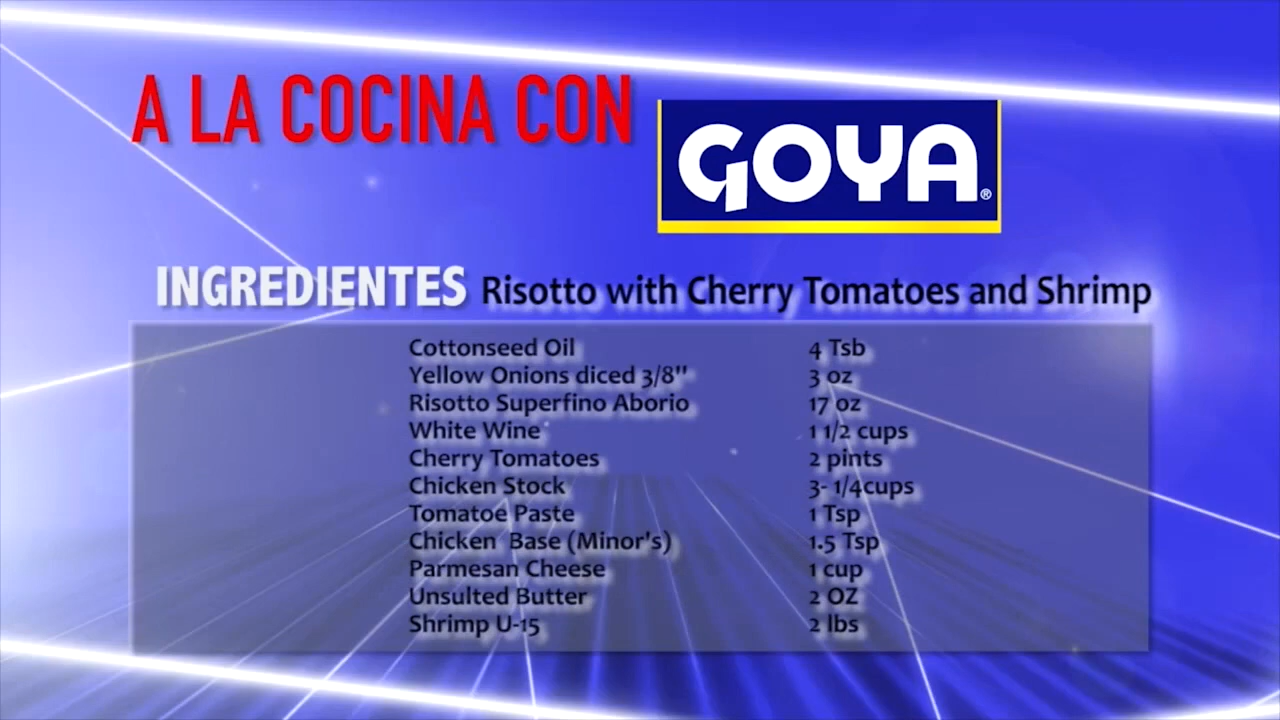 A LA COCINA CON GOYA®
INGREDIENTES Risotto with Cherry Tomatoes and Shrimp
Cottonseed Oil 4 Tsb
Yellow Onions diced 3/8" 3 oz
Risotto Superfino Aborio 17 oz
White Wine 1 1/2 cups
Cherry Tomatoes 2 pints
Chicken Stock 3- 1/4cups
Tomatoe Paste 1 Tsp
Chicken Base (Minor's) 1.5 Tsp
Parmesan Cheese 1 cup
Unsulted Butter 2 OZ
Shrimp U-15 2 lbs